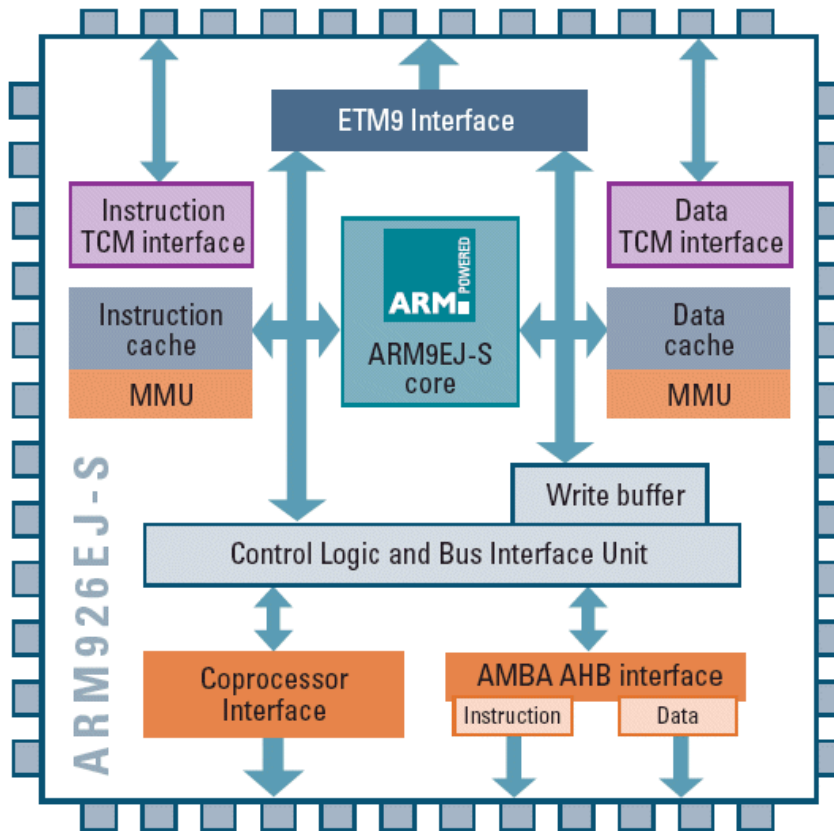 ETM9 Interface
Instruction
TCM interface
Data
TCM interface
ARM
POWERED
ARM9EJ-S
core
Instruction
cache
MMU
Data
cache
MMU
Write buffer
Control Logic and Bus Interface Unit
Coprocessor
Interface
AMBA AHB interface
Instruction
Data
ARM926EJ-S